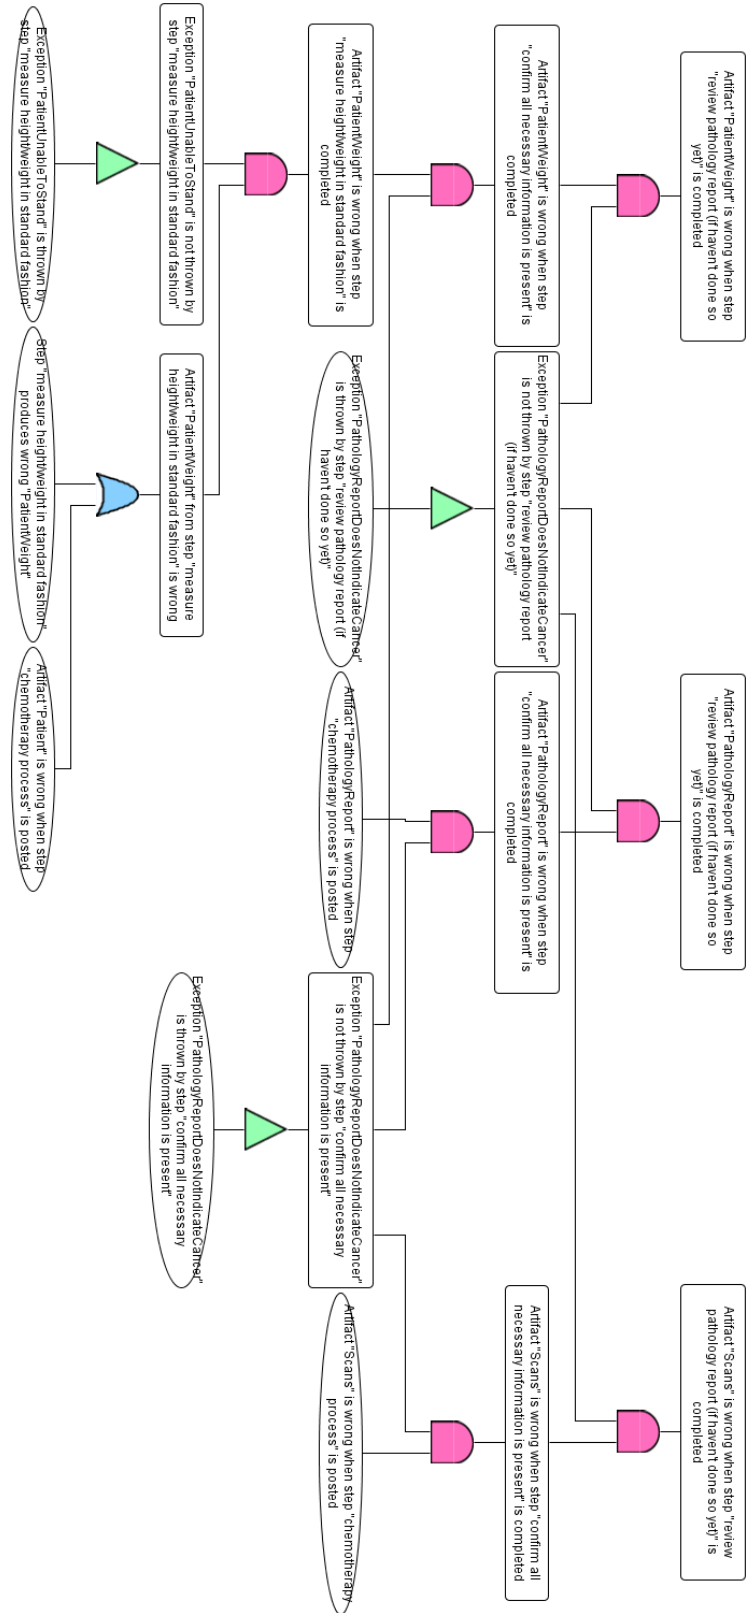 Artifact "PatientWeight" is wrong when step
"review pathology report (if haven't done so
yet)" is completed
Artifact "PathologyReport" is wrong when step
"review pathology report (if haven't done so
yet)" is completed
Artifact "Scans" is wrong when step "review
pathology report (if haven't done so yet)" is
completed
Artifact "PatientWeight" is wrong when step
"confirm all necessary information is present" is
completed
Exception "PathologyReportDoesNotIndicateCancer"
is not thrown by step "review pathology report
(if haven't done so yet)"
Artifact "PathologyReport" is wrong when step
"confirm all necessary information is present" is
completed
Artifact "Scans" is wrong when step "confirm all
necessary information is present" is completed
Artifact "PatientWeight" is wrong when step
"measure height/weight in standard fashion" is
completed
Exception "PathologyReportDoesNotIndicateCancer"
is thrown by step "review pathology report (if
haven't done so yet)"
Artifact "PathologyReport" is wrong when step
"chemotherapy process" is posted
Exception "PathologyReportDoesNotIndicateCancer"
is not thrown by step "confirm all necessary
information is present"
Artifact "Scans" is wrong when step "chemotherapy
process" is posted
Exception "PatientUnableToStand" is not thrown by
step "measure height/weight in standard fashion"
Artifact "PatientWeight" from step "measure
height/weight in standard fashion" is wrong
Exception "PathologyReportDoesNotIndicateCancer"
is thrown by step "confirm all necessary
information is present"
Exception "PatientUnableToStand" is thrown by
step "measure height/weight in standard fashion"
Step "measure height/weight in standard fashion"
produces wrong "PatientWeight"
Artifact "Patient" is wrong when step
"chemotherapy process" is posted